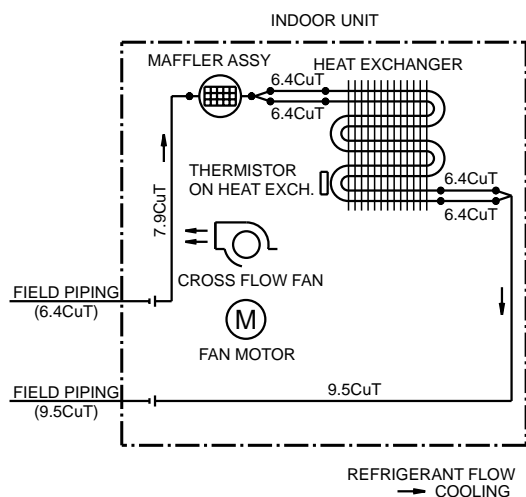 INDOOR UNIT
MAFFLER ASSY
HEAT EXCHANGER
6.4CuT
6.4CuT
THERMISTOR
ON HEAT EXCH.
6.4CuT
6.4CuT
7.9CuT
CROSS FLOW FAN
FIELD PIPING
(6.4CuT)
M
FAN MOTOR
FIELD PIPING
(9.5CuT)
9.5CuT
REFRIGERANT FLOW
COOLING